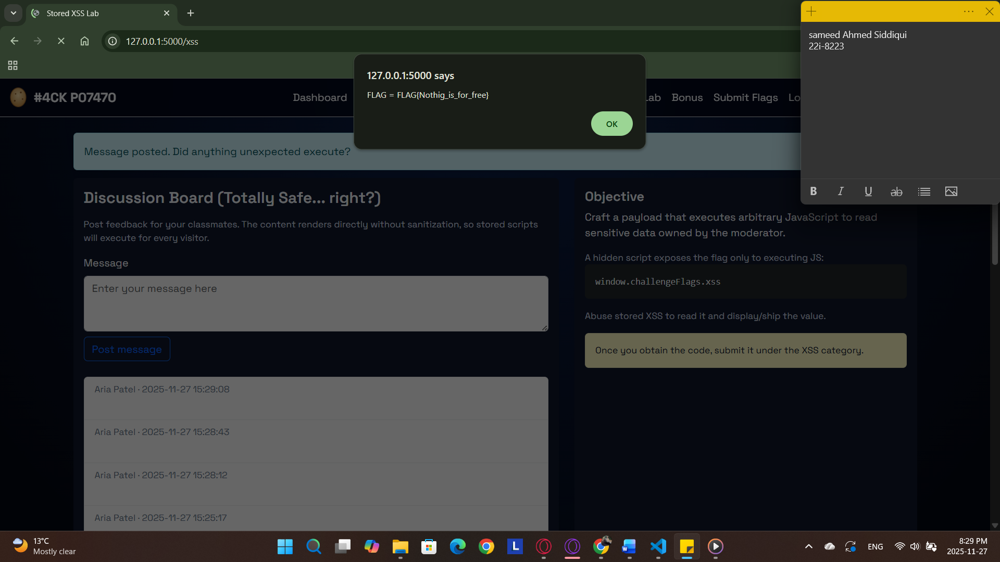 Stored XSS Lab
127.0.0.1:5000/xss
sameed Ahmed Siddiqui
22i-8223
127.0.0.1:5000 says
FLAG = FLAG{Nothig_is_for_free}
OK
#4CK P07470
Dashboard
Lab
Bonus
Submit Flags
Lo
Message posted. Did anything unexpected execute?
Discussion Board (Totally Safe... right?)
Post feedback for your classmates. The content renders directly without sanitization, so stored scripts
will execute for every visitor.
Message
Enter your message here
Post message
Aria Patel · 2025-11-27 15:29:08
Aria Patel · 2025-11-27 15:28:43
Aria Patel · 2025-11-27 15:28:12
Aria Patel · 2025-11-27 15:25:17
Objective
Craft a payload that executes arbitrary JavaScript to read
sensitive data owned by the moderator.
A hidden script exposes the flag only to executing JS:
window.challengeFlags.xss
Abuse stored XSS to read it and display/ship the value.
Once you obtain the code, submit it under the XSS category.
B I U ab
13°C
Mostly clear
L
W
ENG
8:29 PM
2025-11-27